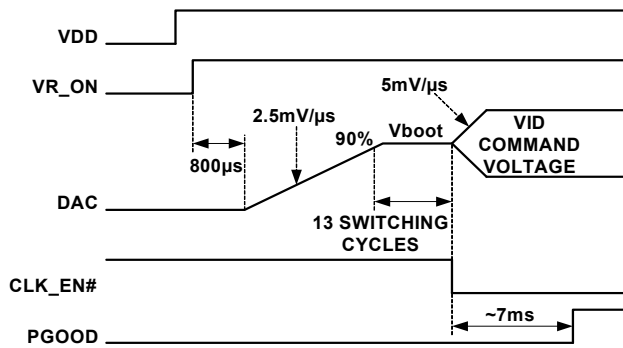 VDD
VR_ON
5mV/µs
2.5mV/µs
90%
Vboot
VID
COMMAND
VOLTAGE
800µs
DAC
13 SWITCHING
CYCLES
CLK_EN#
~7ms
PGOOD